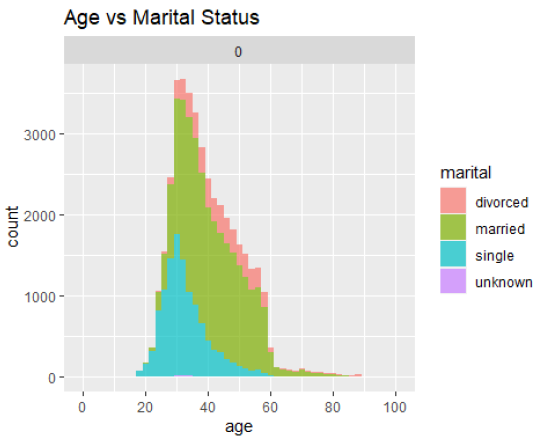 Age vs Marital Status
0
3000
2000
1000
0
count
0 20 40 60 80 100
age
marital
divorced
married
single
unknown